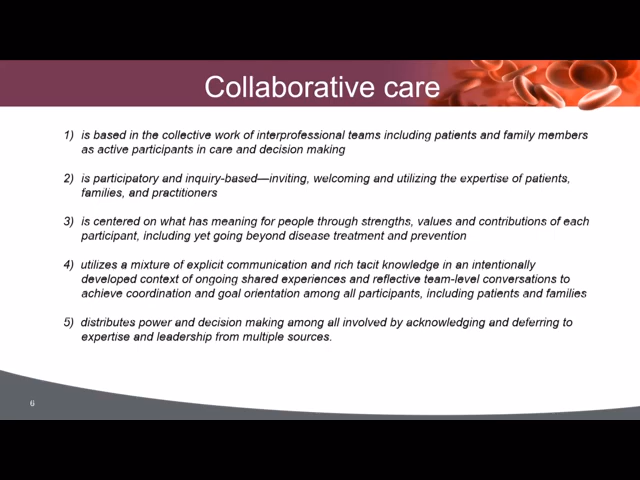 Collaborative care
1) is based in the collective work of interprofessional teams including patients and family members
as active participants in care and decision making
2) is participatory and inquiry-based—inviting, welcoming and utilizing the expertise of patients,
families, and practitioners
3) is centered on what has meaning for people through strengths, values and contributions of each
participant, including yet going beyond disease treatment and prevention
4) utilizes a mixture of explicit communication and rich tacit knowledge in an intentionally
developed context of ongoing shared experiences and reflective team-level conversations to
achieve coordination and goal orientation among all participants, including patients and families
5) distributes power and decision making among all involved by acknowledging and deferring to
expertise and leadership from multiple sources.
6